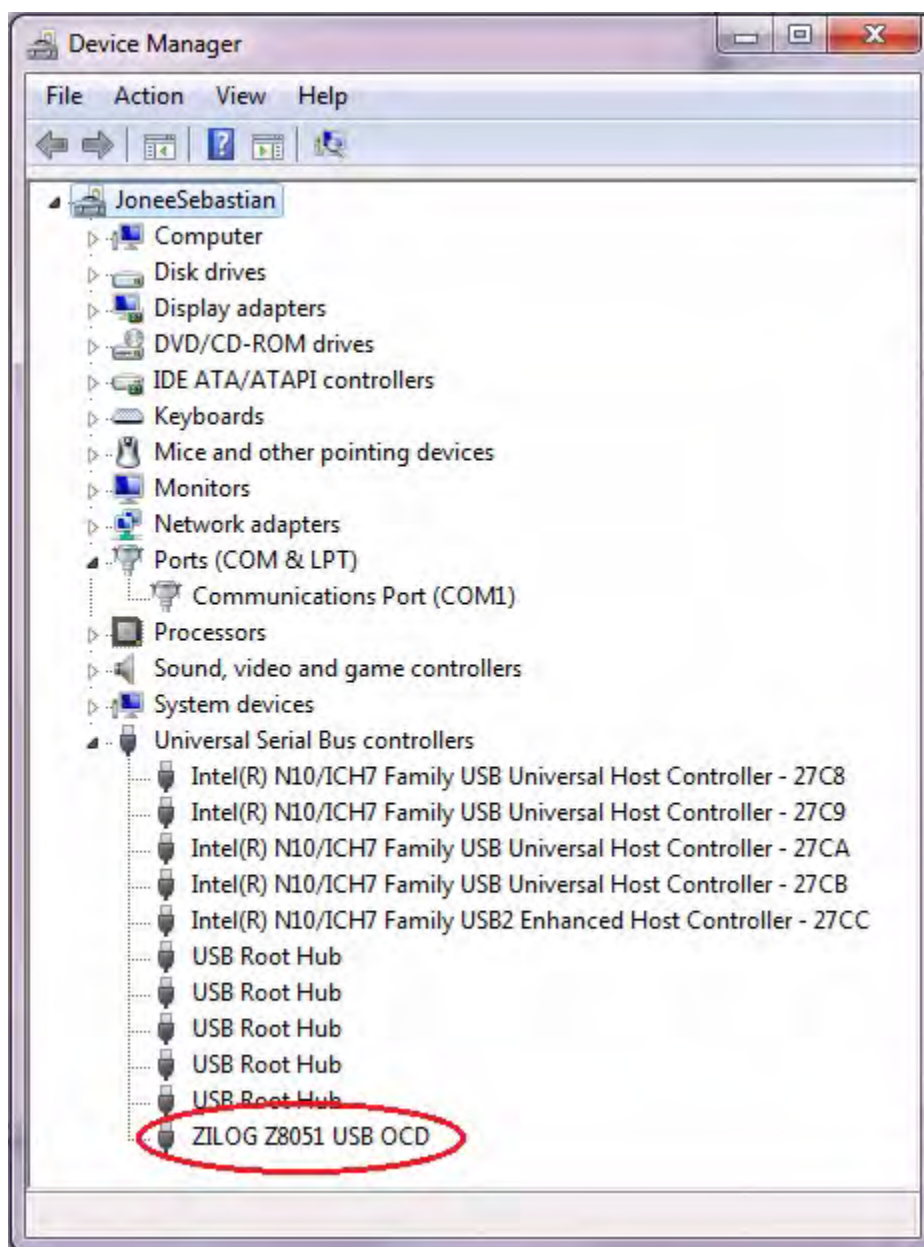 Device Manager
File Action View Help
JoneeSebastian
Computer
Disk drives
Display adapters
DVD/CD-ROM drives
IDE ATA/ATAPI controllers
Keyboards
Mice and other pointing devices
Monitors
Network adapters
Ports (COM & LPT)
Communications Port (COM1)
Processors
Sound, video and game controllers
System devices
Universal Serial Bus controllers
Intel(R) N10/ICH7 Family USB Universal Host Controller - 27C8
Intel(R) N10/ICH7 Family USB Universal Host Controller - 27C9
Intel(R) N10/ICH7 Family USB Universal Host Controller - 27CA
Intel(R) N10/ICH7 Family USB Universal Host Controller - 27CB
Intel(R) N10/ICH7 Family USB2 Enhanced Host Controller - 27CC
USB Root Hub
USB Root Hub
USB Root Hub
USB Root Hub
USB Root Hub
ZILOG Z8051 USB OCD